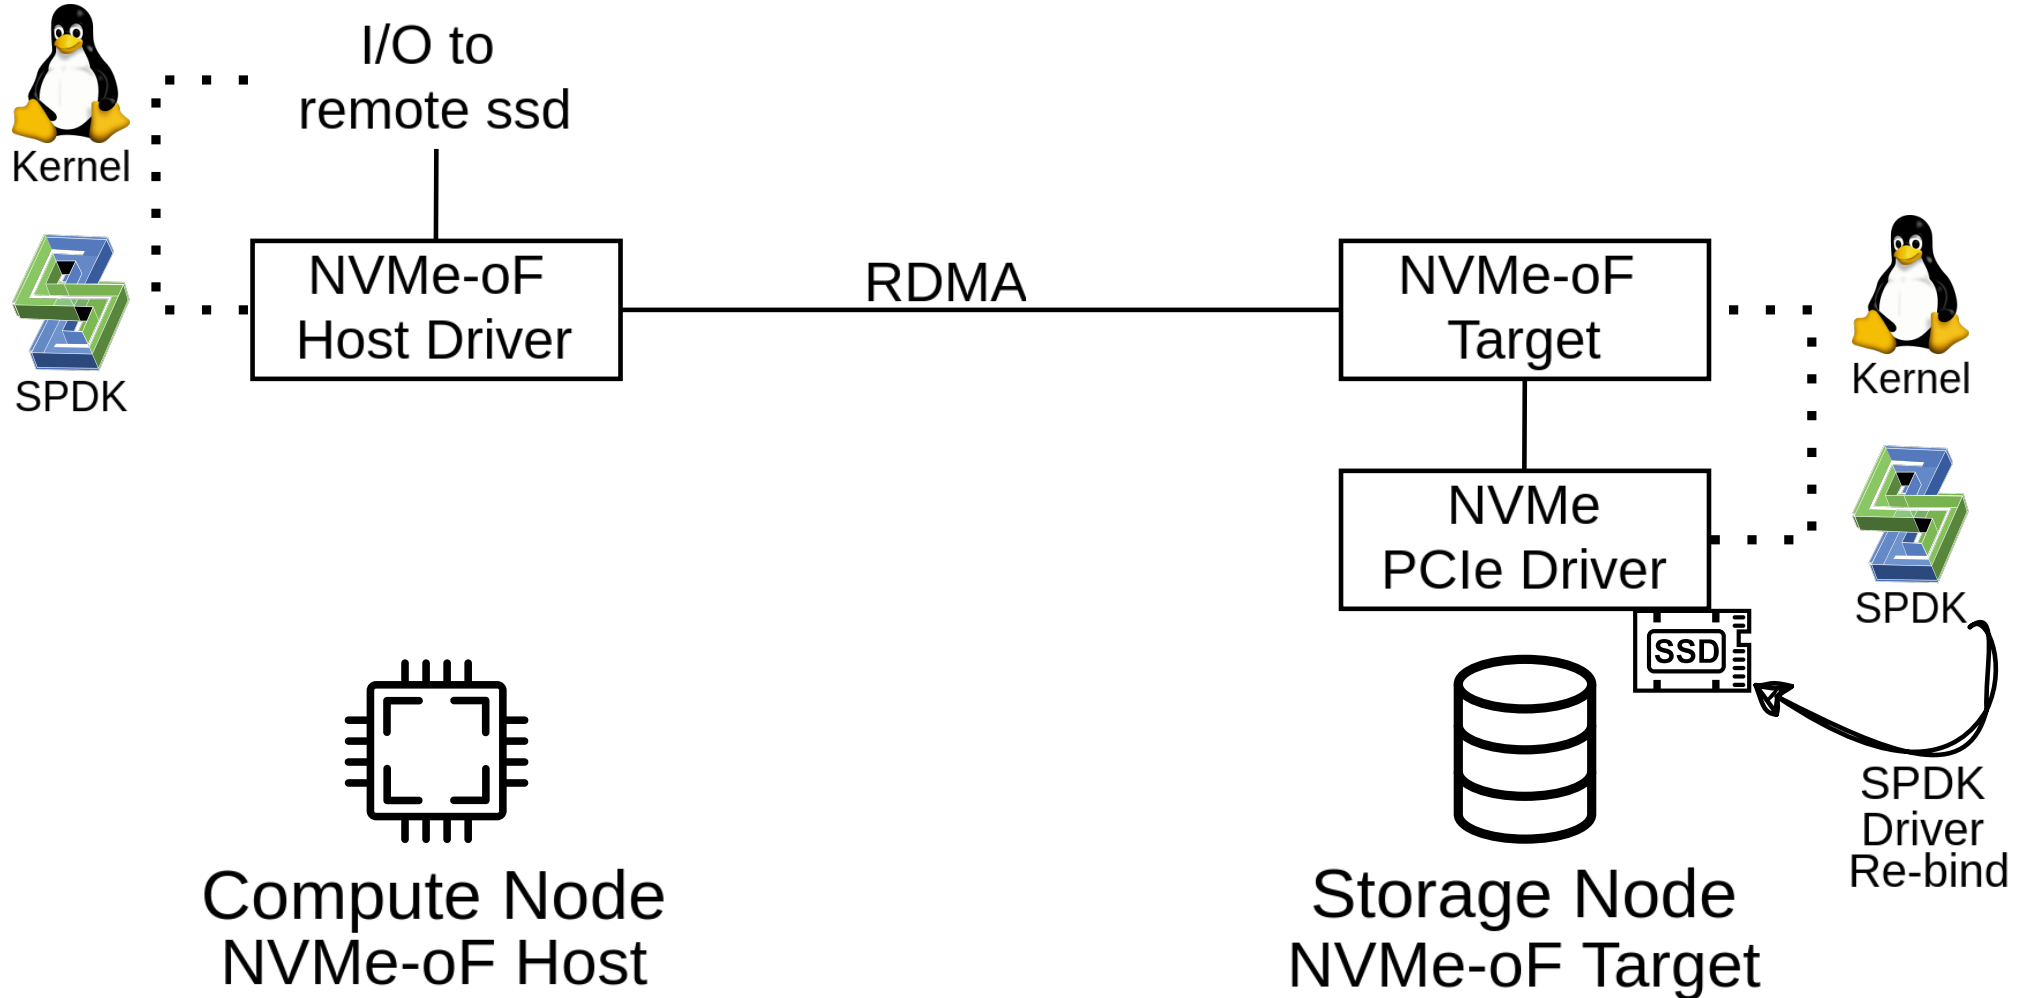 I/O to
remote ssd
Kernel
SPDK
NVMe-oF
Host Driver
RDMA
NVMe-oF
Target
Kernel
NVMe
PCIe Driver
SPDK
SSD
SPDK
Driver
Re-bind
Compute Node
NVMe-oF Host
Storage Node
NVMe-oF Target